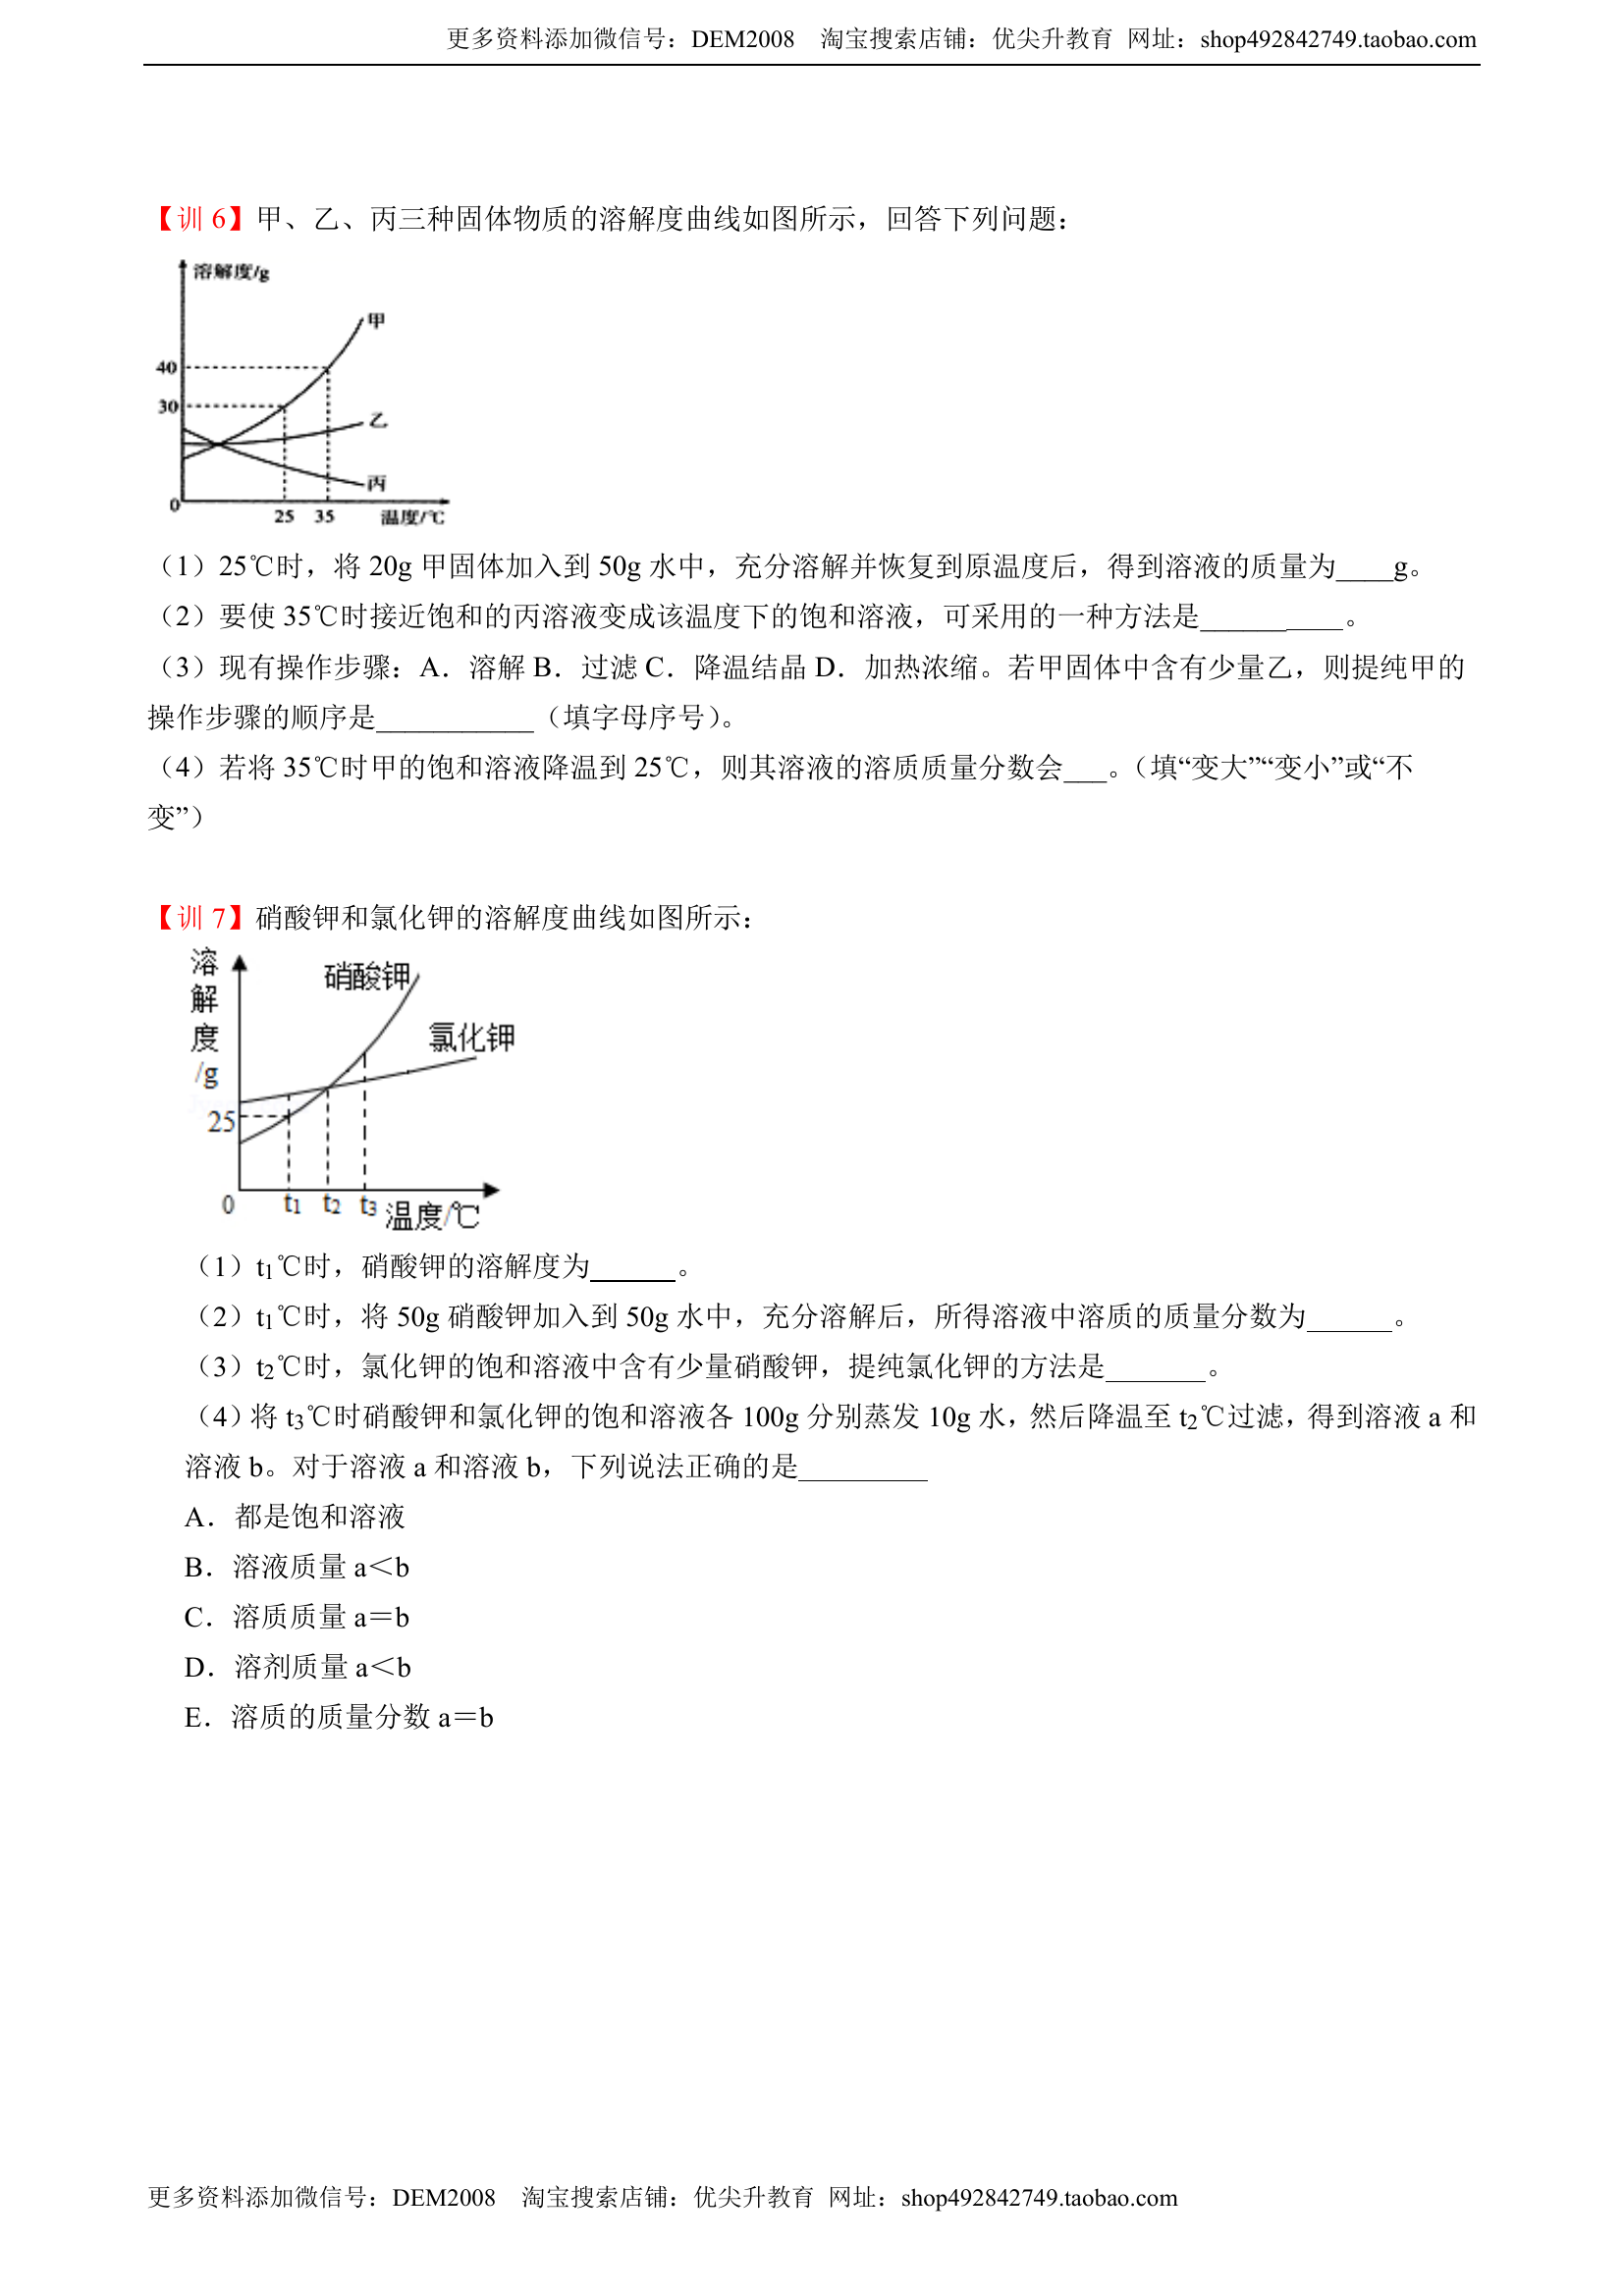 更多资料添加微信号：DEM2008 淘宝搜索店铺：优尖升教育 网址：shop492842749.taobao.com
【训 6】甲、乙、丙三种固体物质的溶解度曲线如图所示，回答下列问题：
溶解度/g
甲
40
30
乙
丙
0
25 35 温度/℃
（1）25℃时，将 20g 甲固体加入到 50g 水中，充分溶解并恢复到原温度后，得到溶液的质量为____g。
（2）要使 35℃时接近饱和的丙溶液变成该温度下的饱和溶液，可采用的一种方法是__________。
（3）现有操作步骤：A．溶解 B．过滤 C．降温结晶 D．加热浓缩。若甲固体中含有少量乙，则提纯甲的
操作步骤的顺序是___________（填字母序号）。
（4）若将 35℃时甲的饱和溶液降温到 25℃，则其溶液的溶质质量分数会___。（填“变大”“变小”或“不
变”）
【训 7】硝酸钾和氯化钾的溶解度曲线如图所示：
溶解度/g
硝酸钾
氯化钾
25
0 t₁ t₂ t₃ 温度/℃
（1）t₁℃时，硝酸钾的溶解度为______。
（2）t₁℃时，将 50g 硝酸钾加入到 50g 水中，充分溶解后，所得溶液中溶质的质量分数为______。
（3）t₂℃时，氯化钾的饱和溶液中含有少量硝酸钾，提纯氯化钾的方法是_______。
（4）将 t₃℃时硝酸钾和氯化钾的饱和溶液各 100g 分别蒸发 10g 水，然后降温至 t₂℃过滤，得到溶液 a 和
溶液 b。对于溶液 a 和溶液 b，下列说法正确的是_________
A．都是饱和溶液
B．溶液质量 a＜b
C．溶质质量 a＝b
D．溶剂质量 a＜b
E．溶质的质量分数 a＝b
更多资料添加微信号：DEM2008 淘宝搜索店铺：优尖升教育 网址：shop492842749.taobao.com